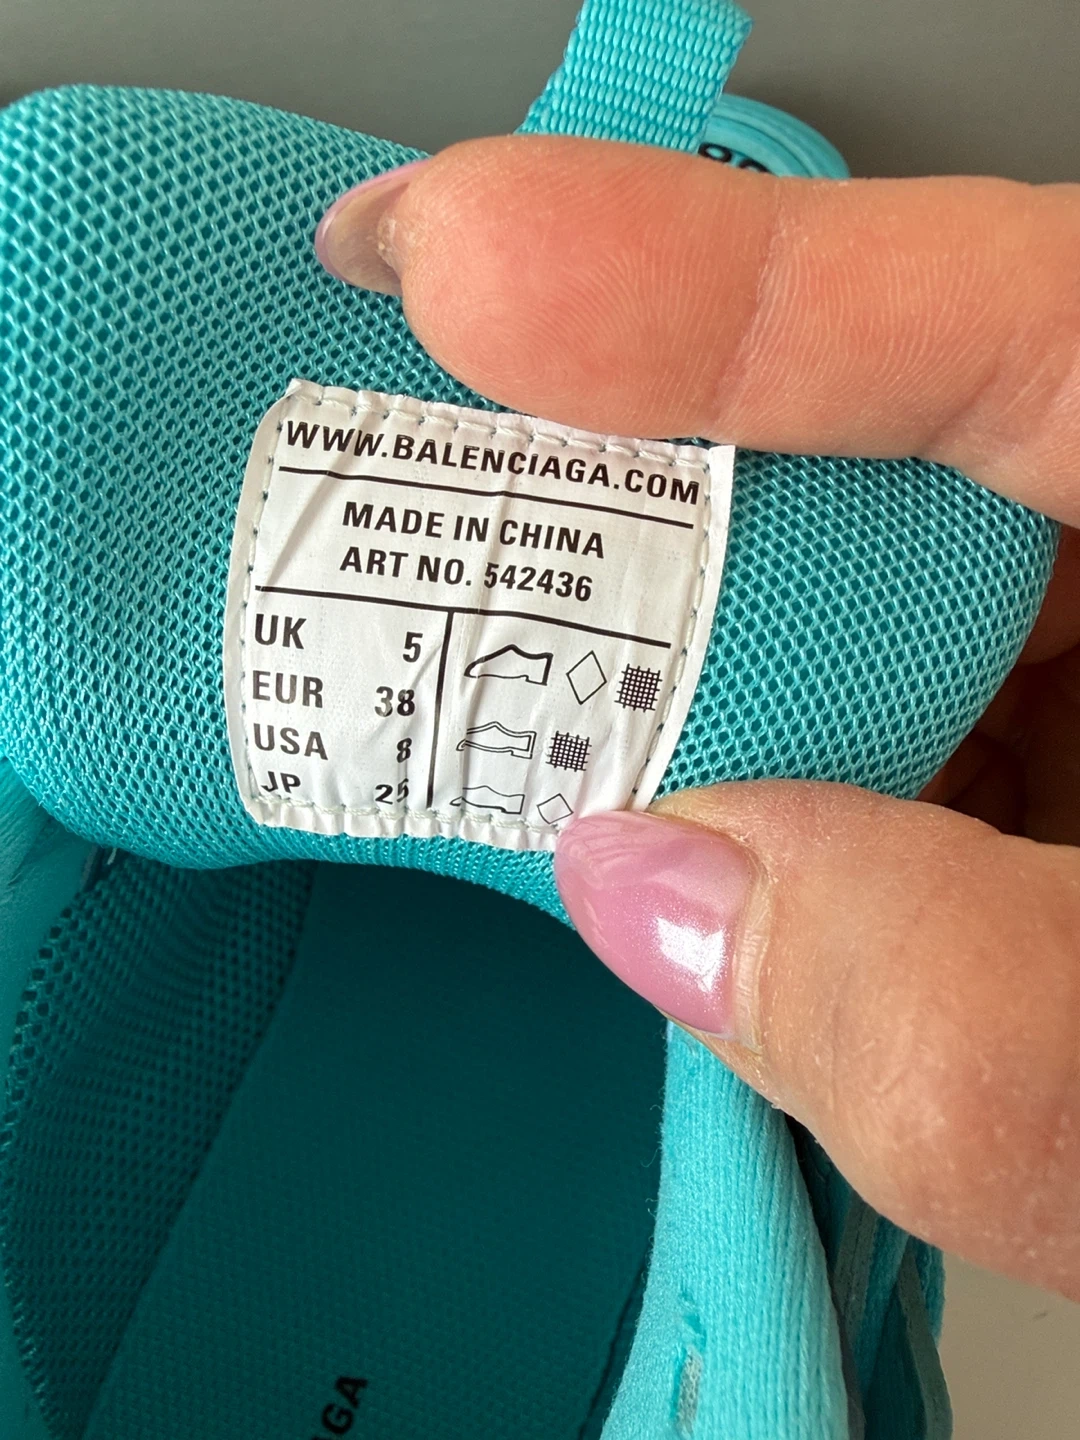 WWW.BALENCIAGA.COM
MADE IN CHINA
ART NO. 542436
UK 5
EUR 38
USA 8
JP 25